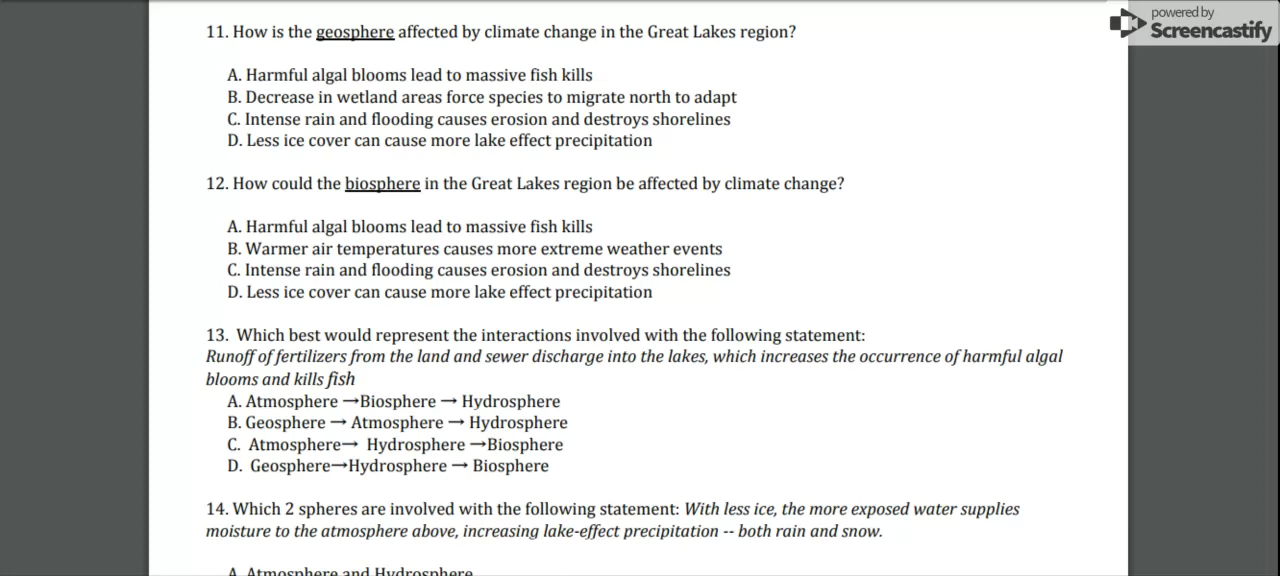 powered by
Screencastify
11. How is the geosphere affected by climate change in the Great Lakes region?
A. Harmful algal blooms lead to massive fish kills
B. Decrease in wetland areas force species to migrate north to adapt
C. Intense rain and flooding causes erosion and destroys shorelines
D. Less ice cover can cause more lake effect precipitation
12. How could the biosphere in the Great Lakes region be affected by climate change?
A. Harmful algal blooms lead to massive fish kills
B. Warmer air temperatures causes more extreme weather events
C. Intense rain and flooding causes erosion and destroys shorelines
D. Less ice cover can cause more lake effect precipitation
13. Which best would represent the interactions involved with the following statement:
Runoff of fertilizers from the land and sewer discharge into the lakes, which increases the occurrence of harmful algal
blooms and kills fish
A. Atmosphere →Biosphere → Hydrosphere
B. Geosphere → Atmosphere → Hydrosphere
C. Atmosphere→ Hydrosphere →Biosphere
D. Geosphere→Hydrosphere → Biosphere
14. Which 2 spheres are involved with the following statement: With less ice, the more exposed water supplies
moisture to the atmosphere above, increasing lake-effect precipitation -- both rain and snow.
A. Atmosphere and Hydrosphere